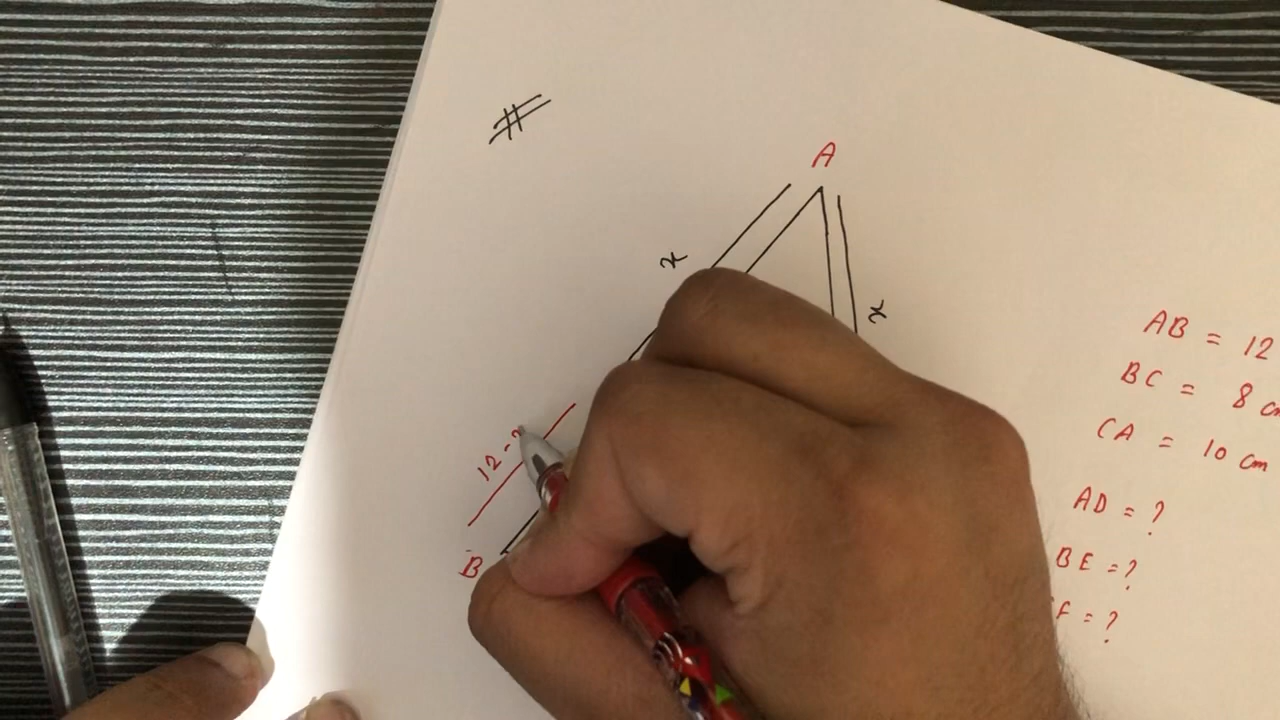 #
A
x
x
12 -
B
AB = 12
BC = 8
CA = 10 cm
AD = ?
BE = ?
F = ?